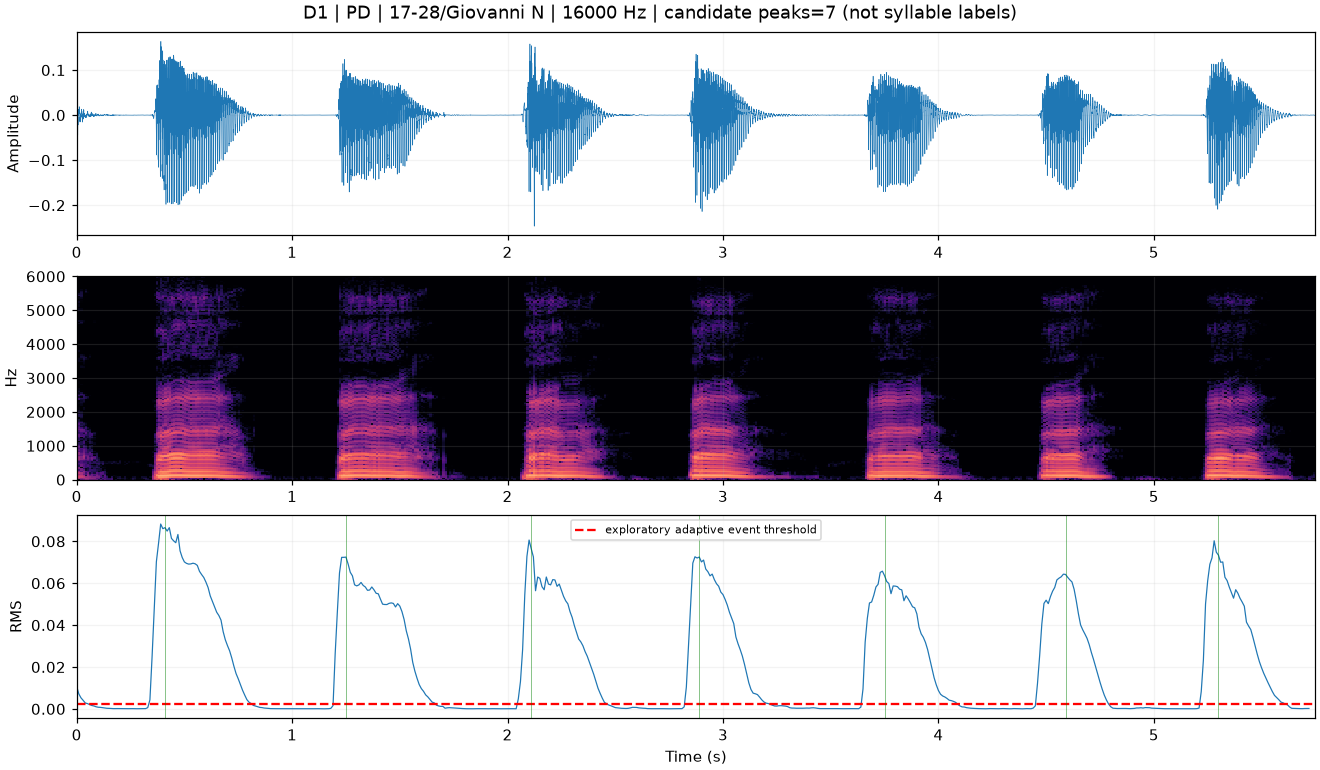 D1 | PD | 17-28/Giovanni N | 16000 Hz | candidate peaks=7 (not syllable labels)
Amplitude
0.1
0.0
−0.1
−0.2
0 1 2 3 4 5
Hz
6000
5000
4000
3000
2000
1000
0
0 1 2 3 4 5
RMS
exploratory adaptive event threshold
0.08
0.06
0.04
0.02
0.00
0 1 2 3 4 5
Time (s)